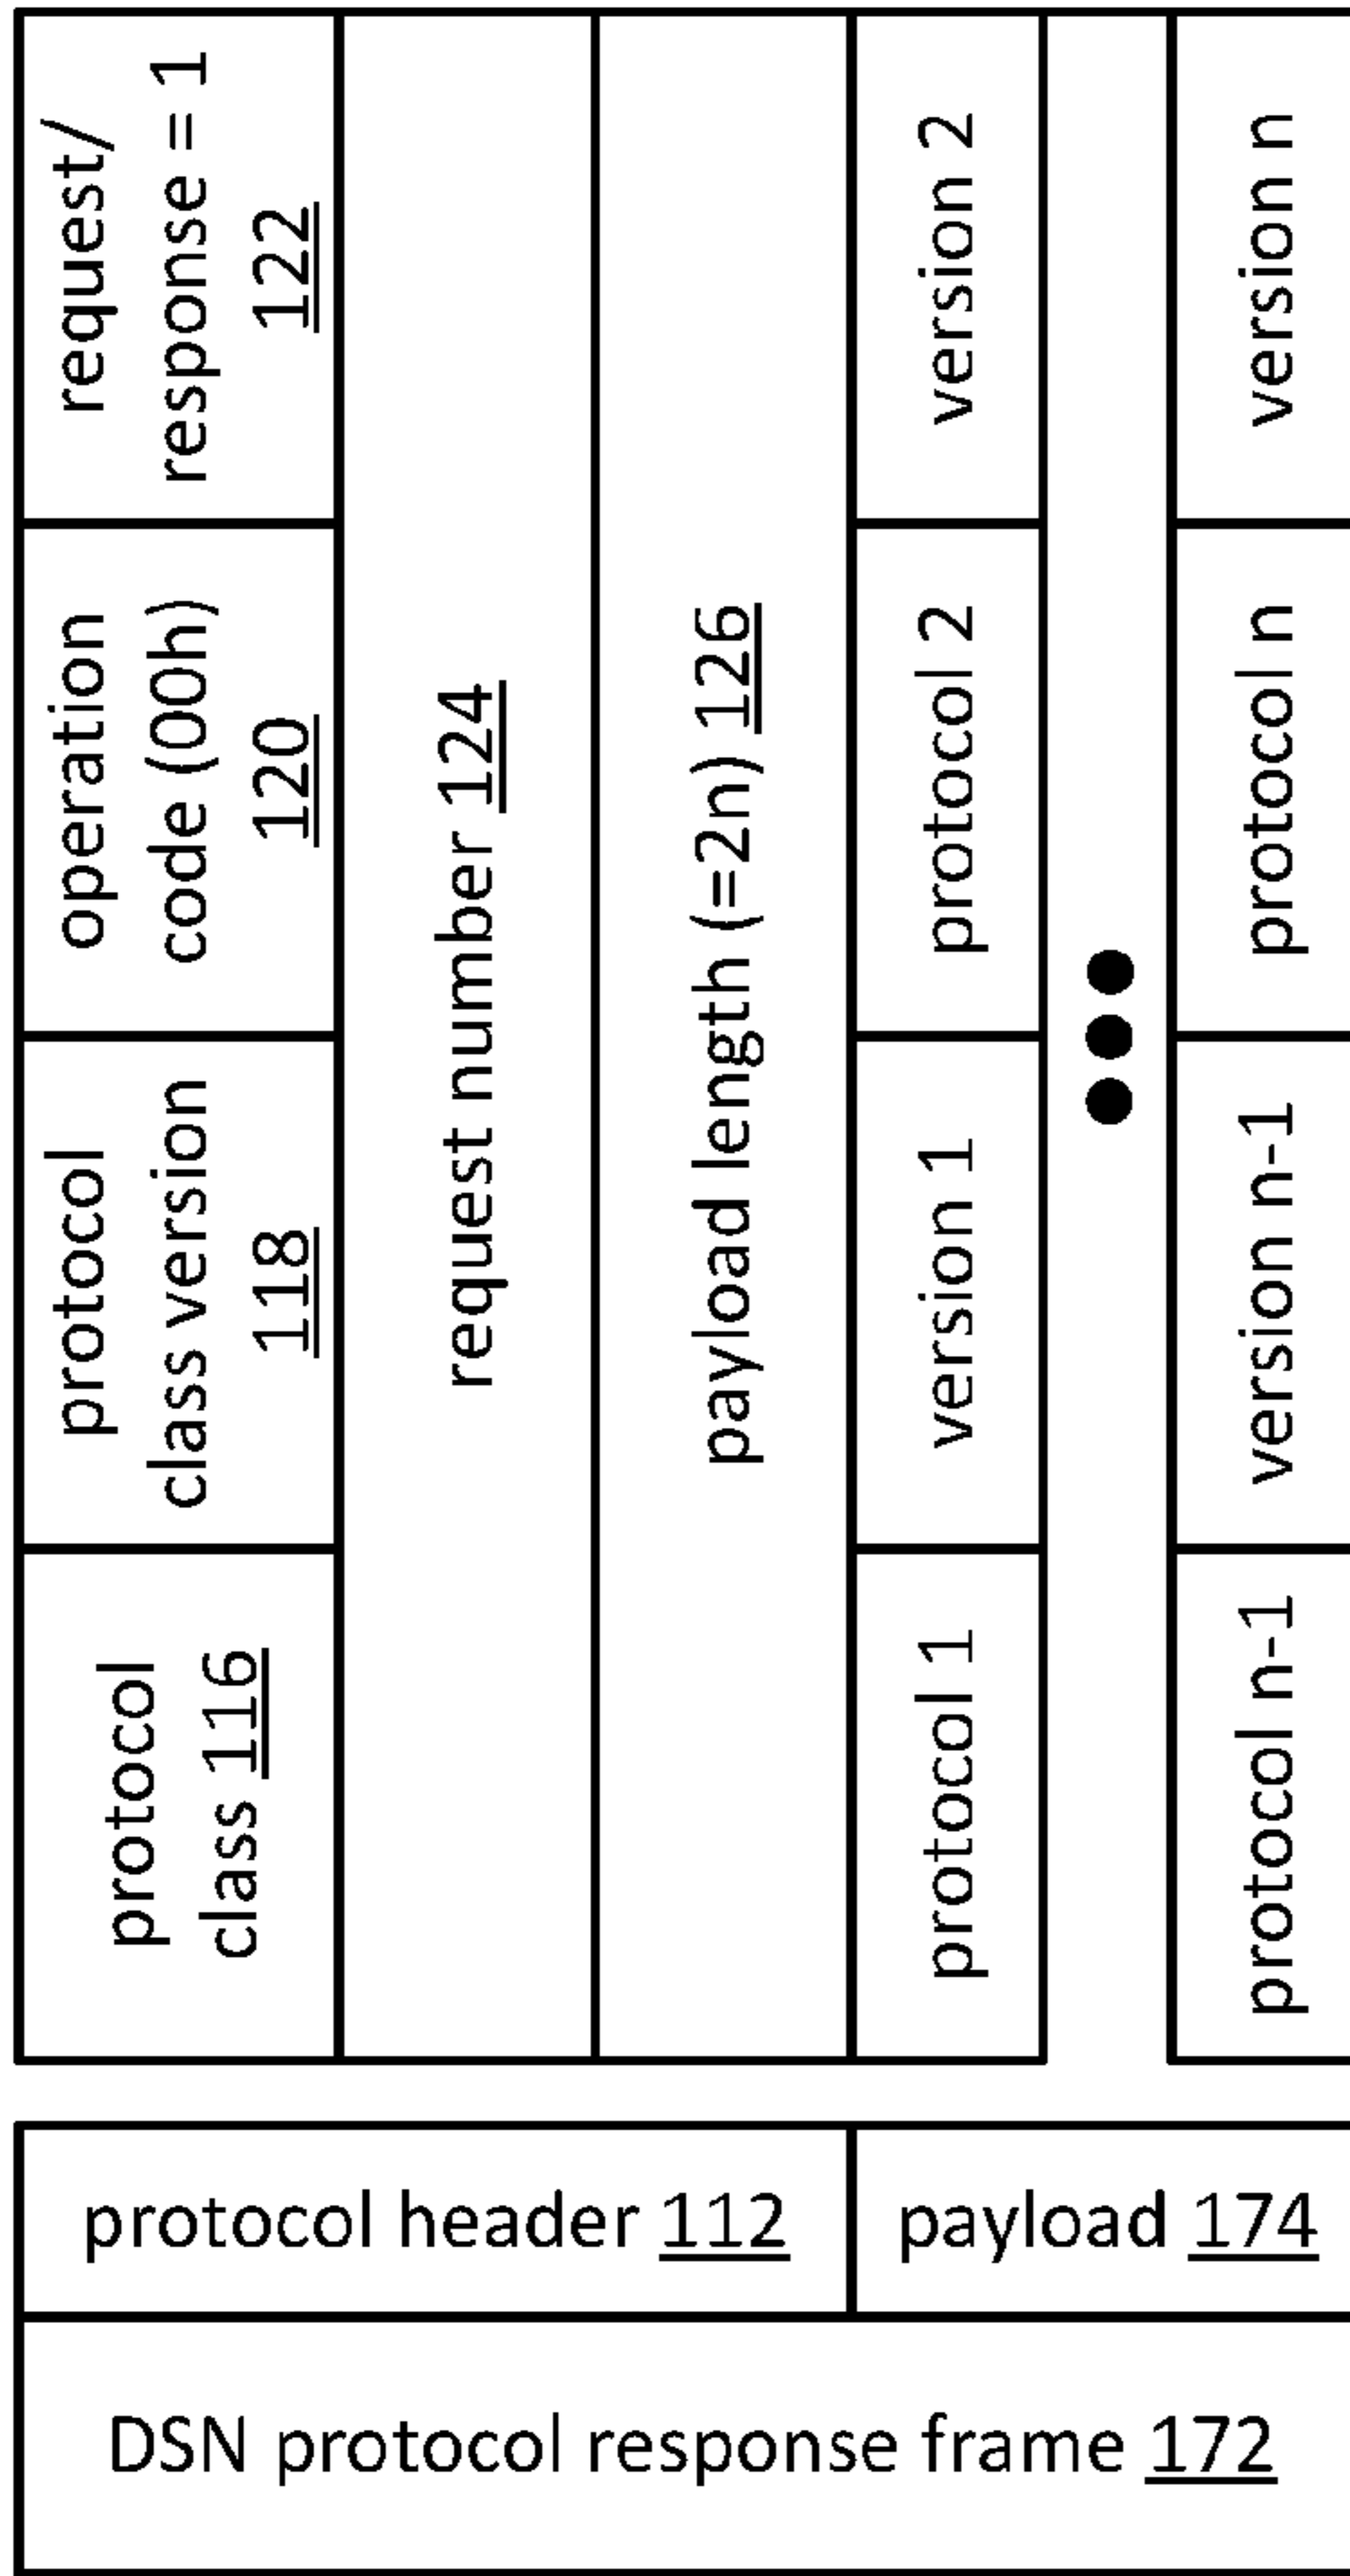 protocol
class 116
protocol
class version
118
operation
code (00h)
120
request/
response = 1
122
request number 124
payload length (=2n) 126
protocol 1
version 1
protocol 2
version 2
protocol n-1
version n-1
protocol n
version n
protocol header 112
payload 174
DSN protocol response frame 172